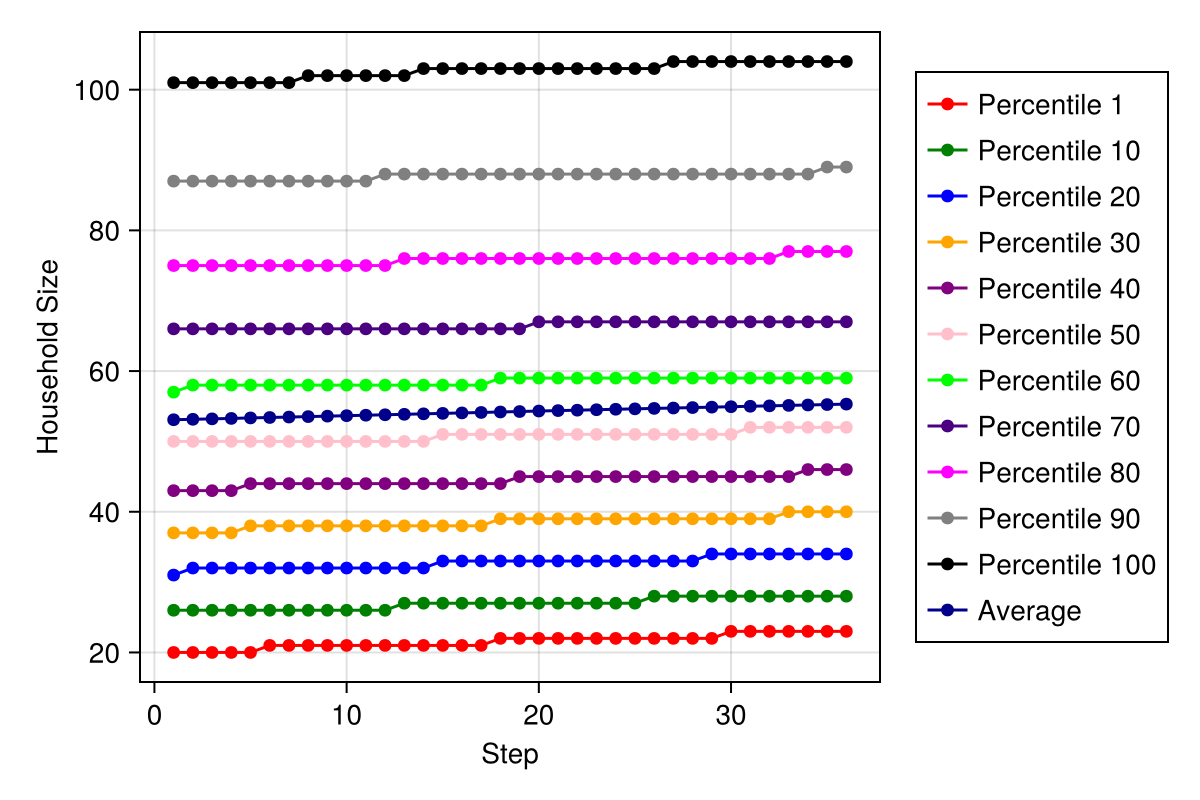 100
80
60
40
20
0
10
20
30
Household Size
Step
Percentile 1
Percentile 10
Percentile 20
Percentile 30
Percentile 40
Percentile 50
Percentile 60
Percentile 70
Percentile 80
Percentile 90
Percentile 100
Average